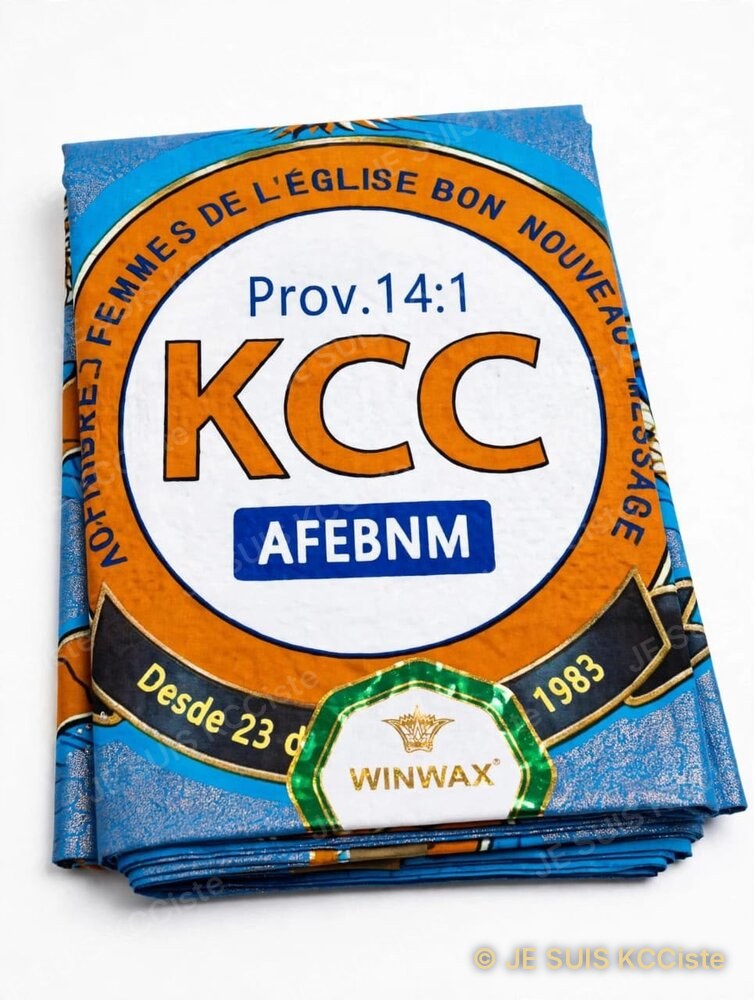 FEMMES DE L'ÉGLISE BON NOUVEAU MESSAGE
Prov.14:1
KCC
AFEBNM
Desde 23 d
1983
WINWAX®
© JE SUIS KCCiste